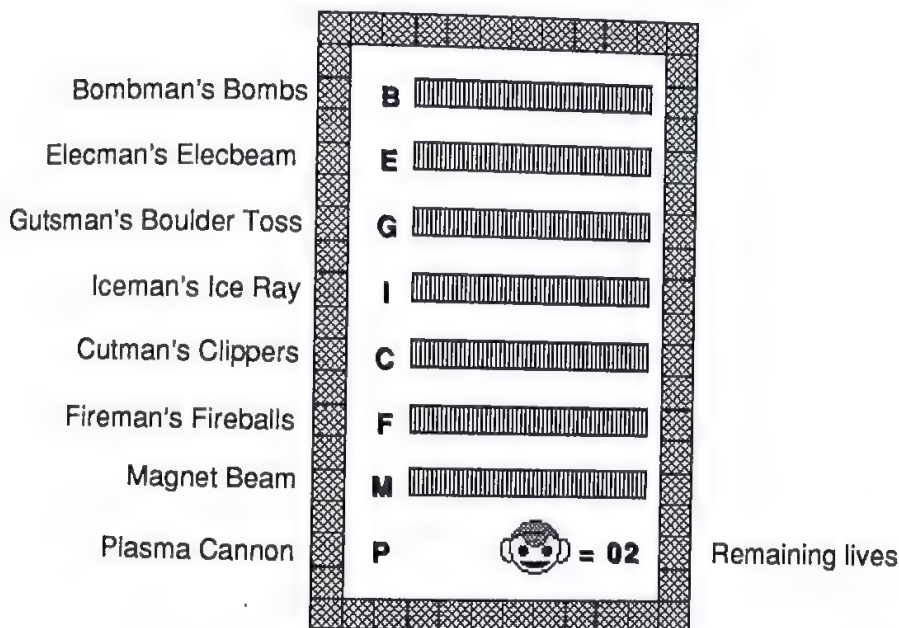 Bombman's Bombs B
Elecman's Elecbeam E
Gutsman's Boulder Toss G
Iceman's Ice Ray I
Cutman's Clippers C
Fireman's Fireballs F
Magnet Beam M
Plasma Cannon P = 02 Remaining lives